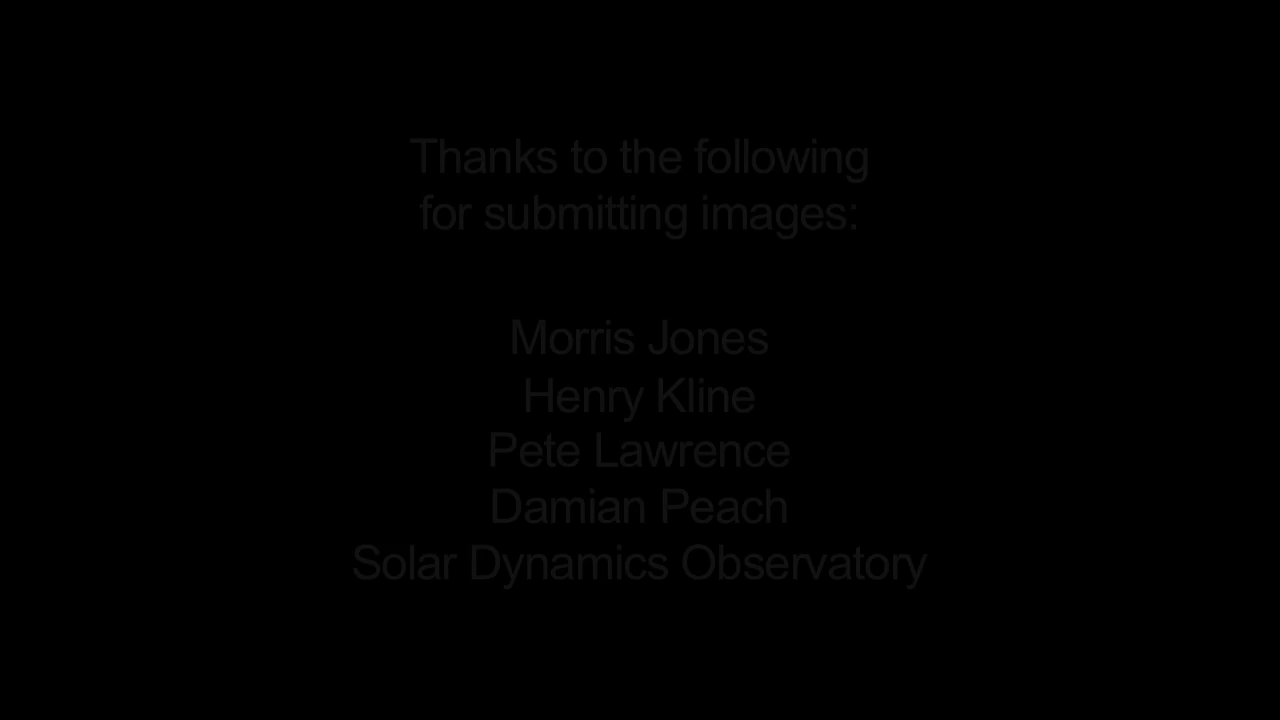 Thanks to the following
for submitting images:
Morris Jones
Henry Kline
Pete Lawrence
Damian Peach
Solar Dynamics Observatory